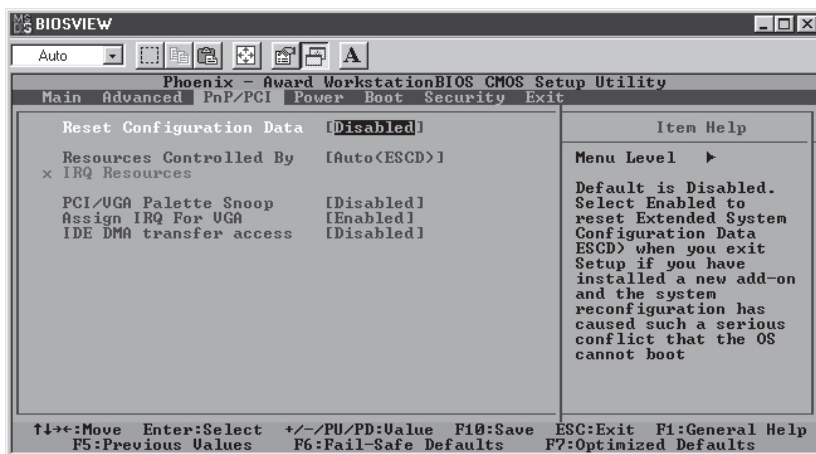 BIOSVIEW
Auto
A
Phoenix - Award WorkstationBIOS CMOS Setup Utility
Main Advanced PnP/PCI Power Boot Security Exit
Reset Configuration Data [Disabled]
Resources Controlled By [Auto(ESCD)]
x IRQ Resources
PCI/VGA Palette Snoop [Disabled]
Assign IRQ For VGA [Enabled]
IDE DMA transfer access [Disabled]
Item Help
Menu Level ▶
Default is Disabled.
Select Enabled to
reset Extended System
Configuration Data
ESCD) when you exit
Setup if you have
installed a new add-on
and the system
reconfiguration has
caused such a serious
conflict that the OS
cannot boot
↑↓→←:Move Enter:Select +/-/PU/PD:Value F10:Save ESC:Exit F1:General Help
F5:Previous Values F6:Fail-Safe Defaults F7:Optimized Defaults